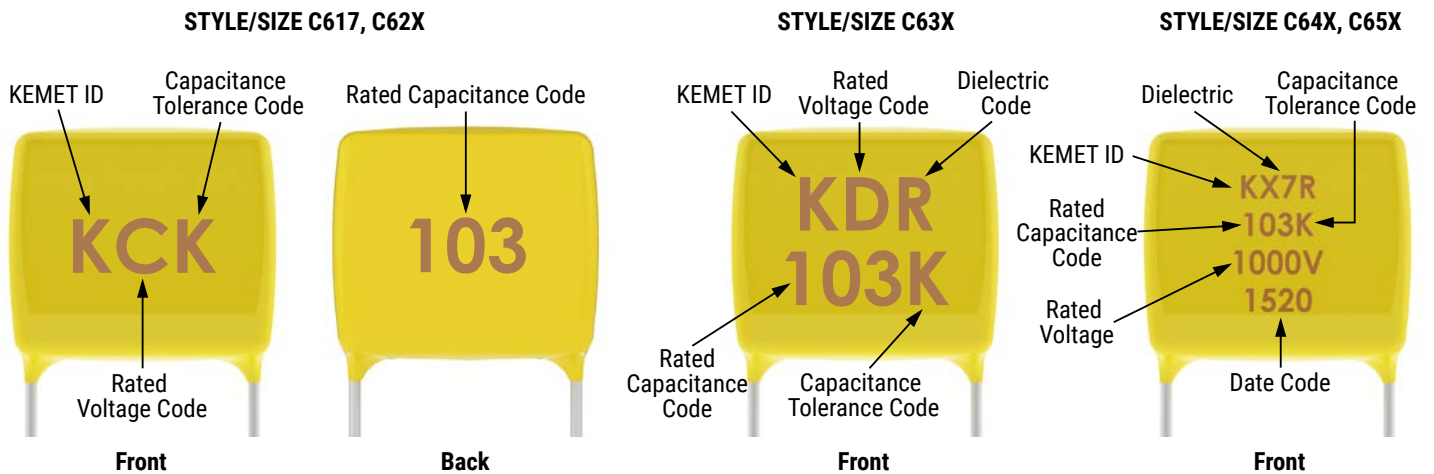 STYLE/SIZE C617, C62X
KEMET ID
Capacitance
Tolerance Code
KCK
Rated
Voltage Code
Front
Rated Capacitance Code
103
Back
STYLE/SIZE C63X
KEMET ID
Rated
Voltage Code
Dielectric
Code
KDR
103K
Rated
Capacitance
Code
Capacitance
Tolerance Code
Front
STYLE/SIZE C64X, C65X
Dielectric
Capacitance
Tolerance Code
KEMET ID
KX7R
Rated
Capacitance
Code
103K
1000V
1520
Rated
Voltage
Date Code
Front